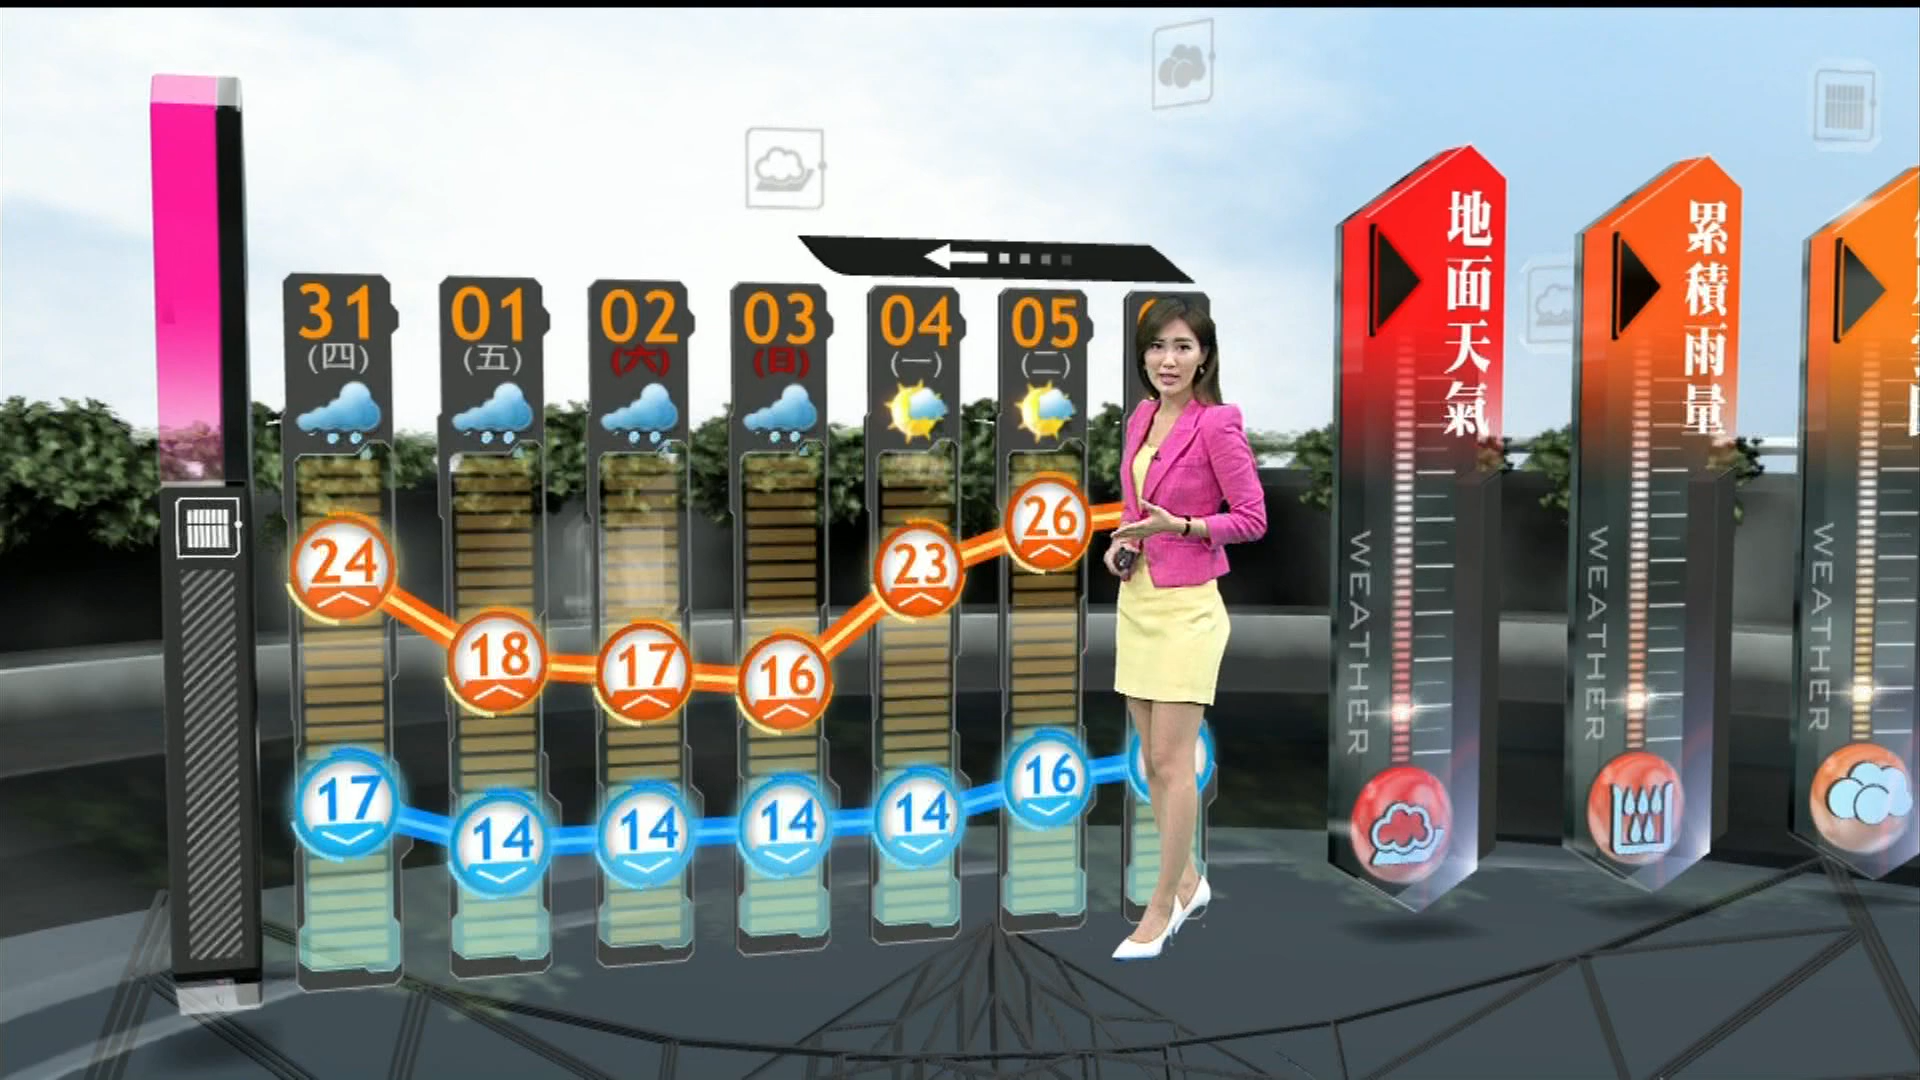 31 01 02 03 04 05
(四) (五) (六) (日) (一) (二)
24 18 17 16 23 26
17 14 14 14 14 16
地面天氣
WEATHER
累積雨量
WEATHER
WEATHER